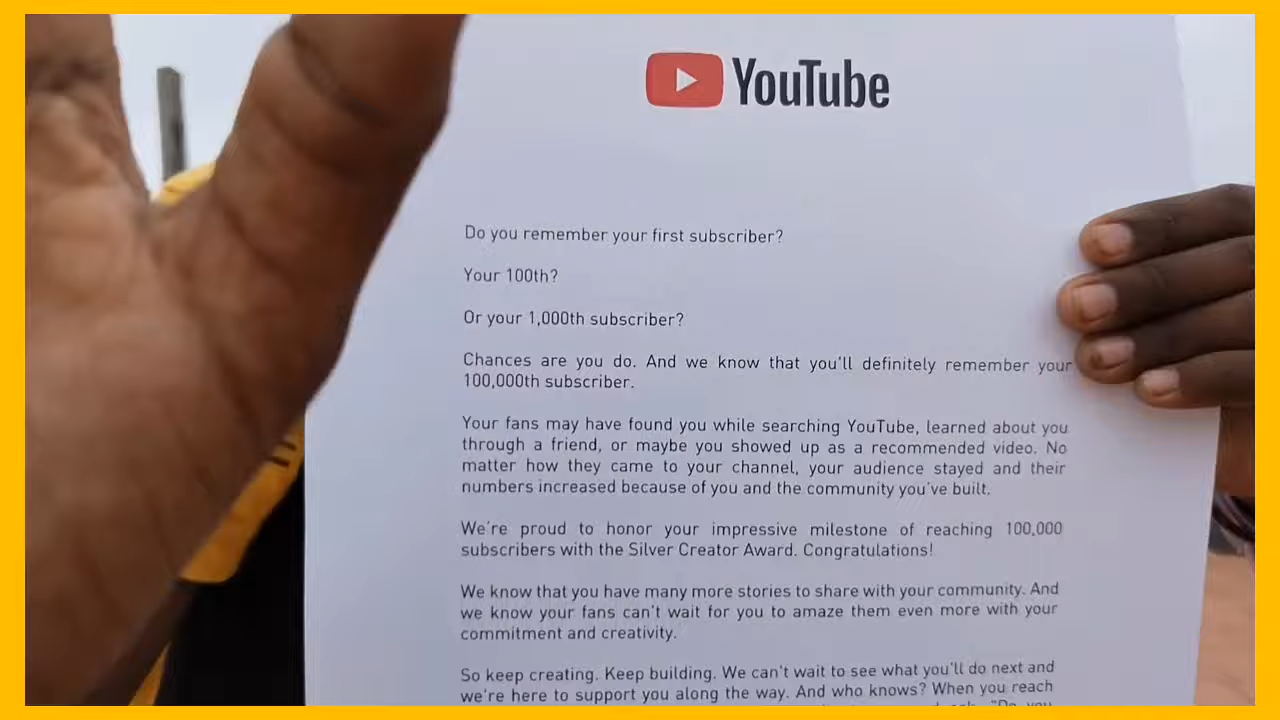 YouTube
Do you remember your first subscriber?
Your 100th?
Or your 1,000th subscriber?
Chances are you do. And we know that you'll definitely remember your
100,000th subscriber.
Your fans may have found you while searching YouTube, learned about you
through a friend, or maybe you showed up as a recommended video. No
matter how they came to your channel, your audience stayed and their
numbers increased because of you and the community you've built.
We're proud to honor your impressive milestone of reaching 100,000
subscribers with the Silver Creator Award. Congratulations!
We know that you have many more stories to share with your community. And
we know your fans can't wait for you to amaze them even more with your
commitment and creativity.
So keep creating. Keep building. We can't wait to see what you'll do next and
we're here to support you along the way. And who knows? When you reach
"Do you